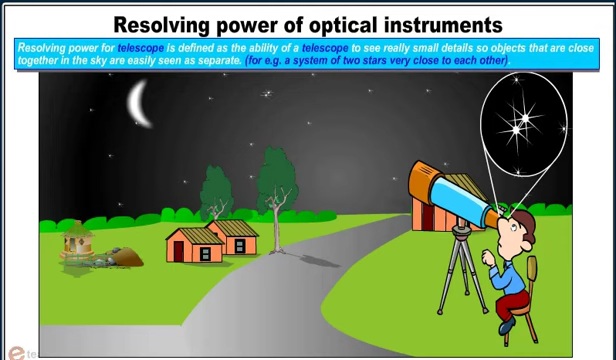 Resolving power of optical instruments
Resolving power for telescope is defined as the ability of a telescope to see really small details so objects that are close
together in the sky are easily seen as separate. (for e.g. a system of two stars very close to each other).